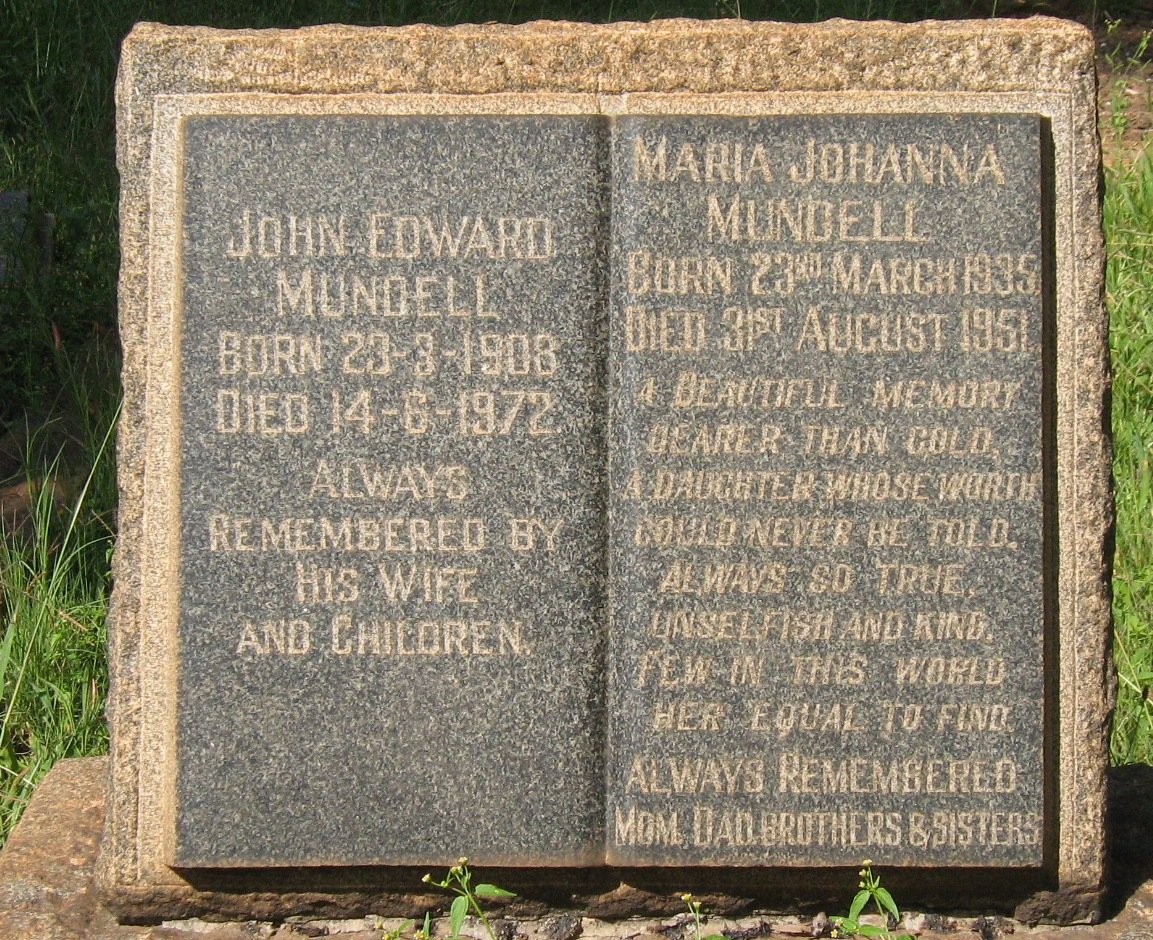 JOHN EDWARD
MUNDELL
BORN 23-3-1908
DIED 14-6-1972
ALWAYS
REMEMBERED BY
HIS WIFE
AND CHILDREN.
MARIA JOHANNA
MUNDELL
BORN 23RD MARCH 1935
DIED 31ST AUGUST 1951.
A BEAUTIFUL MEMORY
DEARER THAN GOLD,
A DAUGHTER WHOSE WORTH
COULD NEVER BE TOLD.
ALWAYS SO TRUE,
UNSELFISH AND KIND.
FEW IN THIS WORLD
HER EQUAL TO FIND.
ALWAYS REMEMBERED
MOM, DAD, BROTHERS & SISTERS